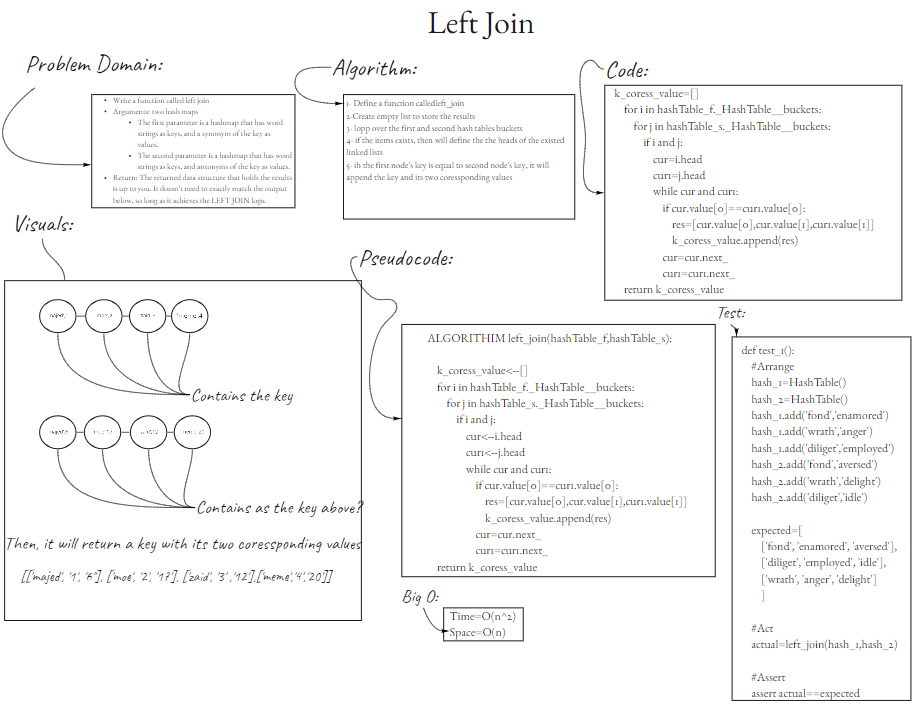 Left Join
Problem Domain:
• Write a function called left join
• Arguments: two hash maps
• The first parameter is a hashmap that has word
strings as keys, and a synonym of the key as
values.
• The second parameter is a hashmap that has word
strings as keys, and antonyms of the key as values.
• Return: The returned data structure that holds the results
is up to you. It doesn't need to exactly match the output
below, so long as it achieves the LEFT JOIN logic
Algorithm:
1- Define a function calledleft_join
2-Create empty list to store the results
3- lopp over the first and second hash tables buckets
4- if the items exists, then will define the the heads of the existed
linked lists
5- ih the first node's key is equal to second node's key, it will
append the key and its two coressponding values
Code:
k_coress_value=[]
for i in hashTable_f._HashTable__buckets:
for j in hashTable_s._HashTable__buckets:
if i and j:
cur=i.head
cur1=j.head
while cur and cur1:
if cur.value[0]==cur1.value[0]:
res=[cur.value[0],cur.value[1],cur1.value[1]]
k_coress_value.append(res)
cur=cur.next_
cur1=cur1.next_
return k_coress_value
Visuals:
Contains the key
Contains as the key above?
Then, it will return a key with its two coressponding values
[['majed', '1', '6'], ['moe', '2', '17'], ['zaid', '3' ,'12'],['meme','4','20']]
Pseudocode:
ALGORITHIM left_join(hashTable_f,hashTable_s):
k_coress_value<--[]
for i in hashTable_f._HashTable__buckets:
for j in hashTable_s._HashTable__buckets:
if i and j:
cur<--i.head
cur1<--j.head
while cur and cur1:
if cur.value[0]==cur1.value[0]:
res=[cur.value[0],cur.value[1],cur1.value[1]]
k_coress_value.append(res)
cur=cur.next_
cur1=cur1.next_
return k_coress_value
Big O:
Time=O(n^2)
Space=O(n)
Test:
def test_1():
#Arrange
hash_1=HashTable()
hash_2=HashTable()
hash_1.add('fond','enamored')
hash_1.add('wrath','anger')
hash_1.add('diliget','employed')
hash_2.add('fond','aversed')
hash_2.add('wrath','delight')
hash_2.add('diliget','idle')
expected=[
['fond', 'enamored', 'aversed'],
['diliget', 'employed', 'idle'],
['wrath', 'anger', 'delight']
]
#Act
actual=left_join(hash_1,hash_2)
#Assert
assert actual==expected